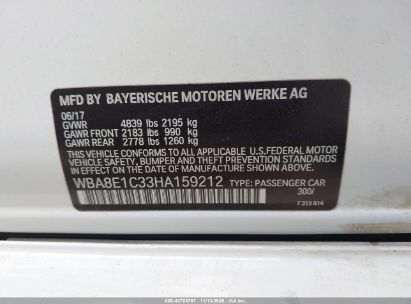 MFD BY BAYERISCHE MOTOREN WERKE AG
06/17
GVWR 4839 lbs 2195 kg
GAWR FRONT 2183 lbs 990 kg
GAWR REAR 2778 lbs 1260 kg
THIS VEHICLE CONFORMS TO ALL APPLICABLE U.S. FEDERAL MOTOR
VEHICLE SAFETY, BUMPER, AND THEFT PREVENTION STANDARDS IN
EFFECT ON THE DATE OF MANUFACTURE SHOWN ABOVE.
WBA8E1C33HA159212 TYPE: PASSENGER CAR
300/
7 315 814